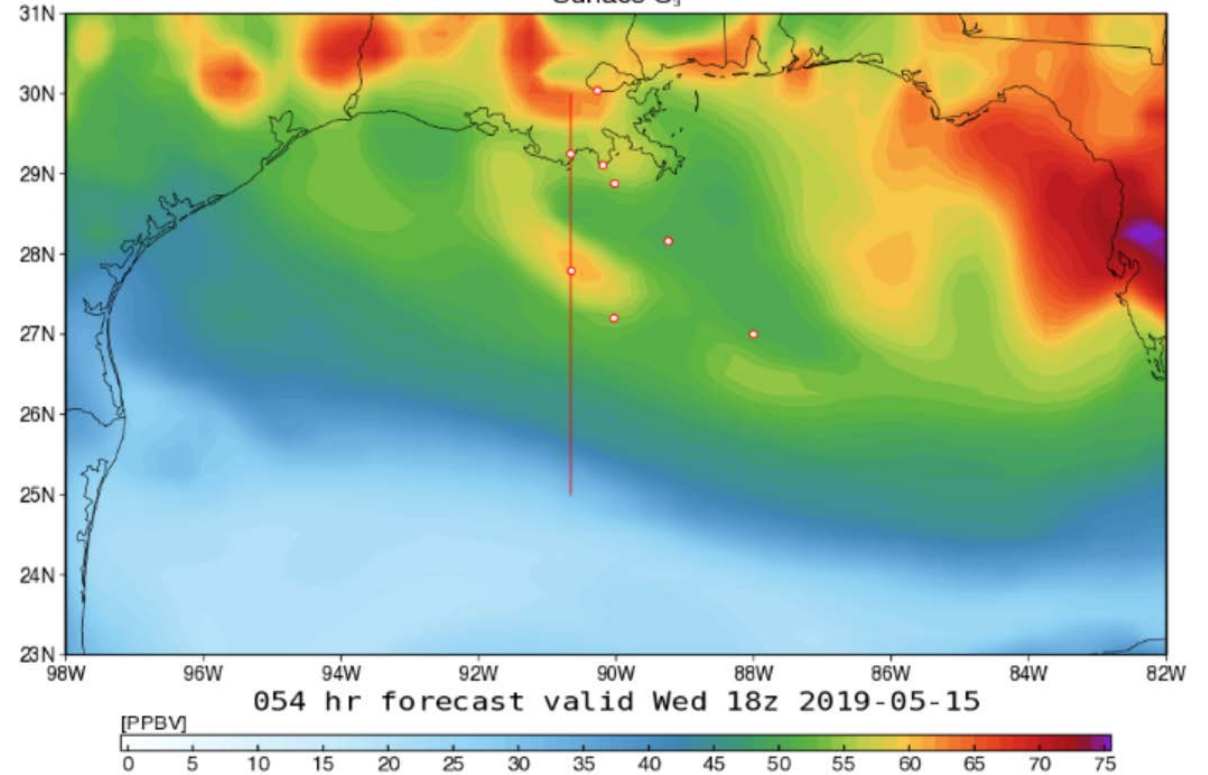 Surface O3
31N
30N
29N
28N
27N
26N
25N
24N
23N
98W 96W 94W 92W 90W 88W 86W 84W 82W
054 hr forecast valid Wed 18z 2019-05-15
[PPBV]
0 5 10 15 20 25 30 35 40 45 50 55 60 65 70 75